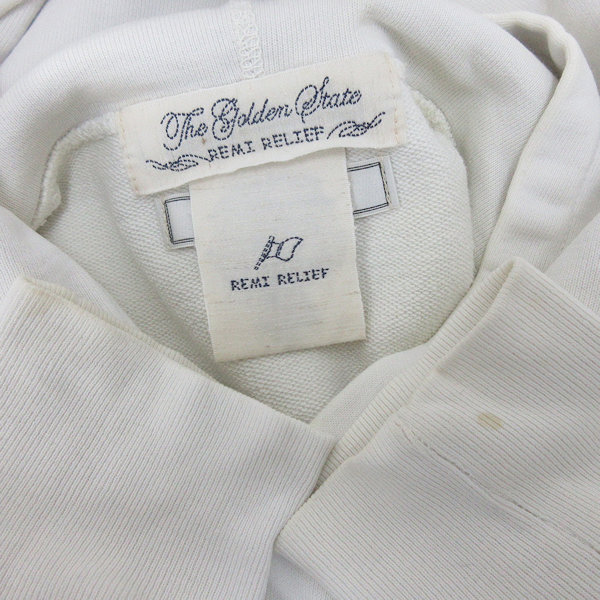 The Golden State
REMI RELIEF
REMI RELIEF